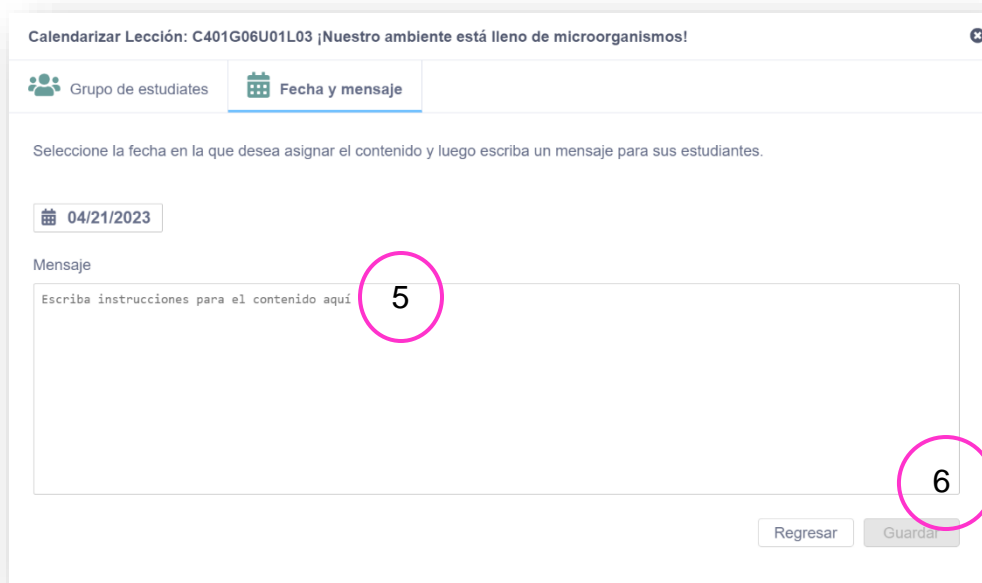 Calendarizar Lección: C401G06U01L03 ¡Nuestro ambiente está lleno de microorganismos!
Grupo de estudiates
Fecha y mensaje
Seleccione la fecha en la que desea asignar el contenido y luego escriba un mensaje para sus estudiantes.
04/21/2023
Mensaje
Escriba instrucciones para el contenido aquí
5
6
Regresar
Guardar